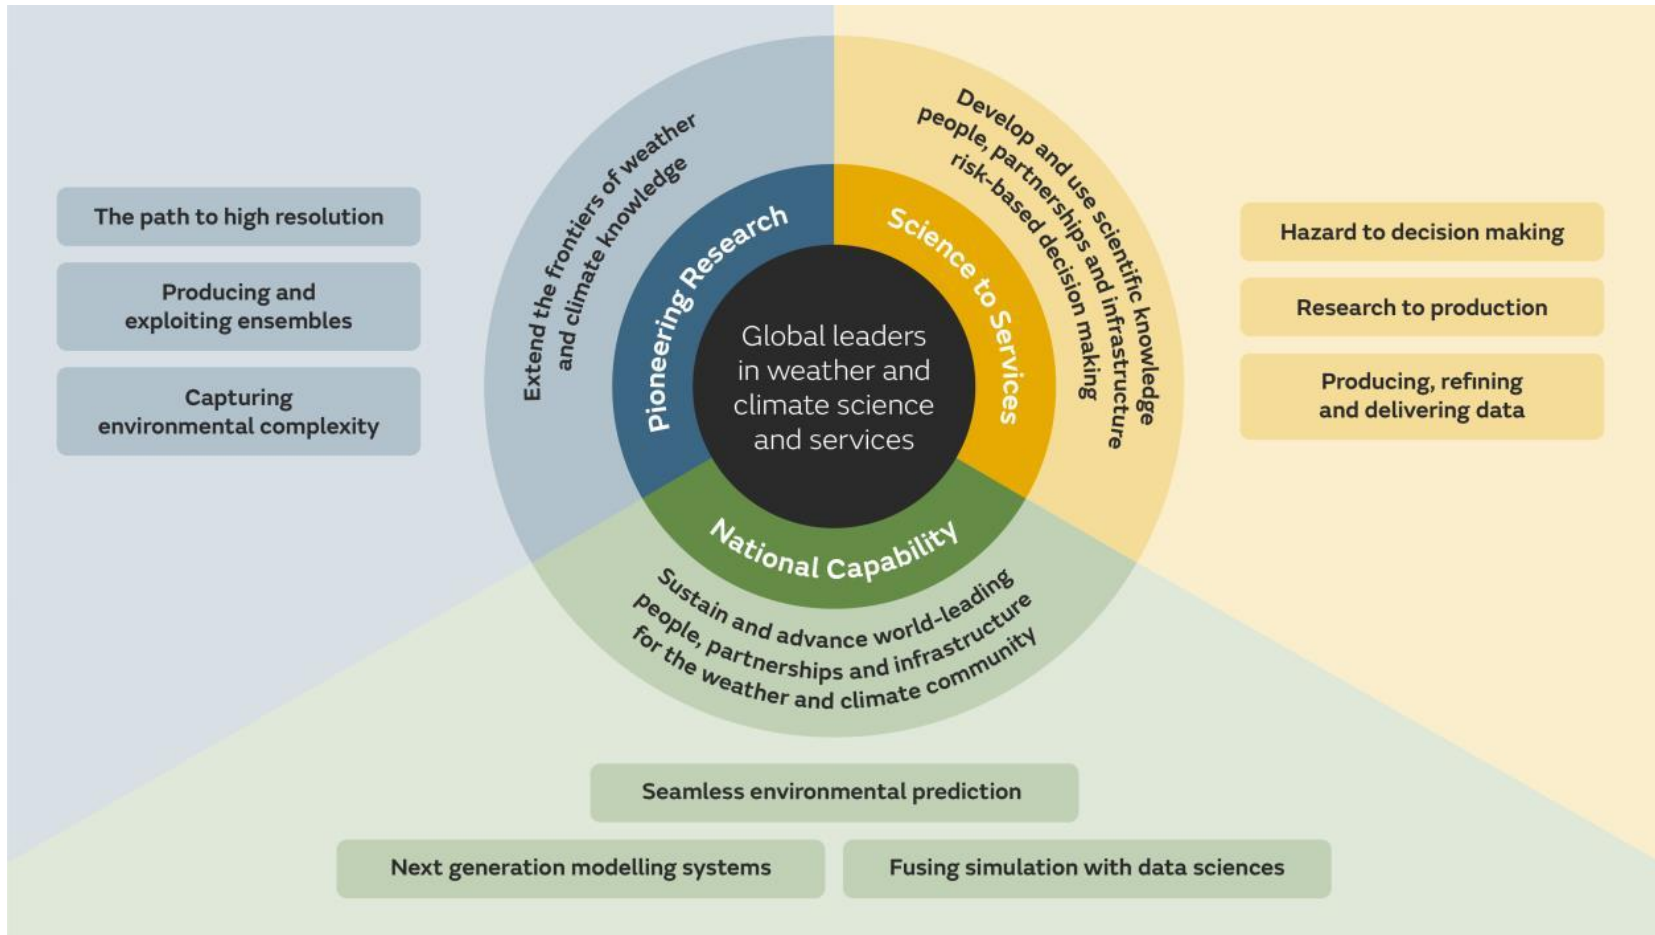 Global leaders
in weather and
climate science
and services
Pioneering Research
Extend the frontiers of weather
and climate knowledge
The path to high resolution
Producing and
exploiting ensembles
Capturing
environmental complexity
Science to Services
Develop and use scientific knowledge
people, partnerships and infrastructure
risk-based decision making
Hazard to decision making
Research to production
Producing, refining
and delivering data
National Capability
Sustain and advance world-leading
people, partnerships and infrastructure
for the weather and climate community
Seamless environmental prediction
Next generation modelling systems
Fusing simulation with data sciences